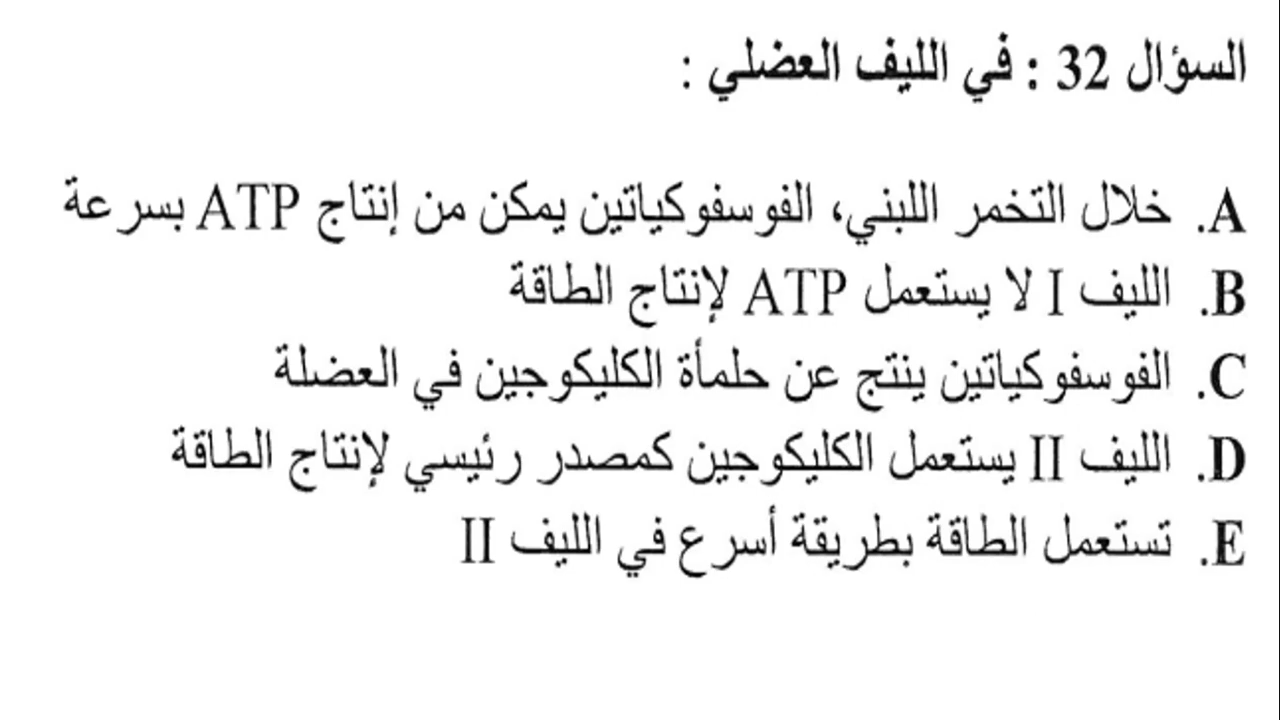 السؤال 32 : في الليف العضلي :
A. خلال التخمر اللبني، الفوسفوكياتين يمكن من إنتاج ATP بسرعة
B. الليف I لا يستعمل ATP لإنتاج الطاقة
C. الفوسفوكياتين ينتج عن حلمأة الكليكوجين في العضلة
D. الليف II يستعمل الكليكوجين كمصدر رئيسي لإنتاج الطاقة
E. تستعمل الطاقة بطريقة أسرع في الليف II